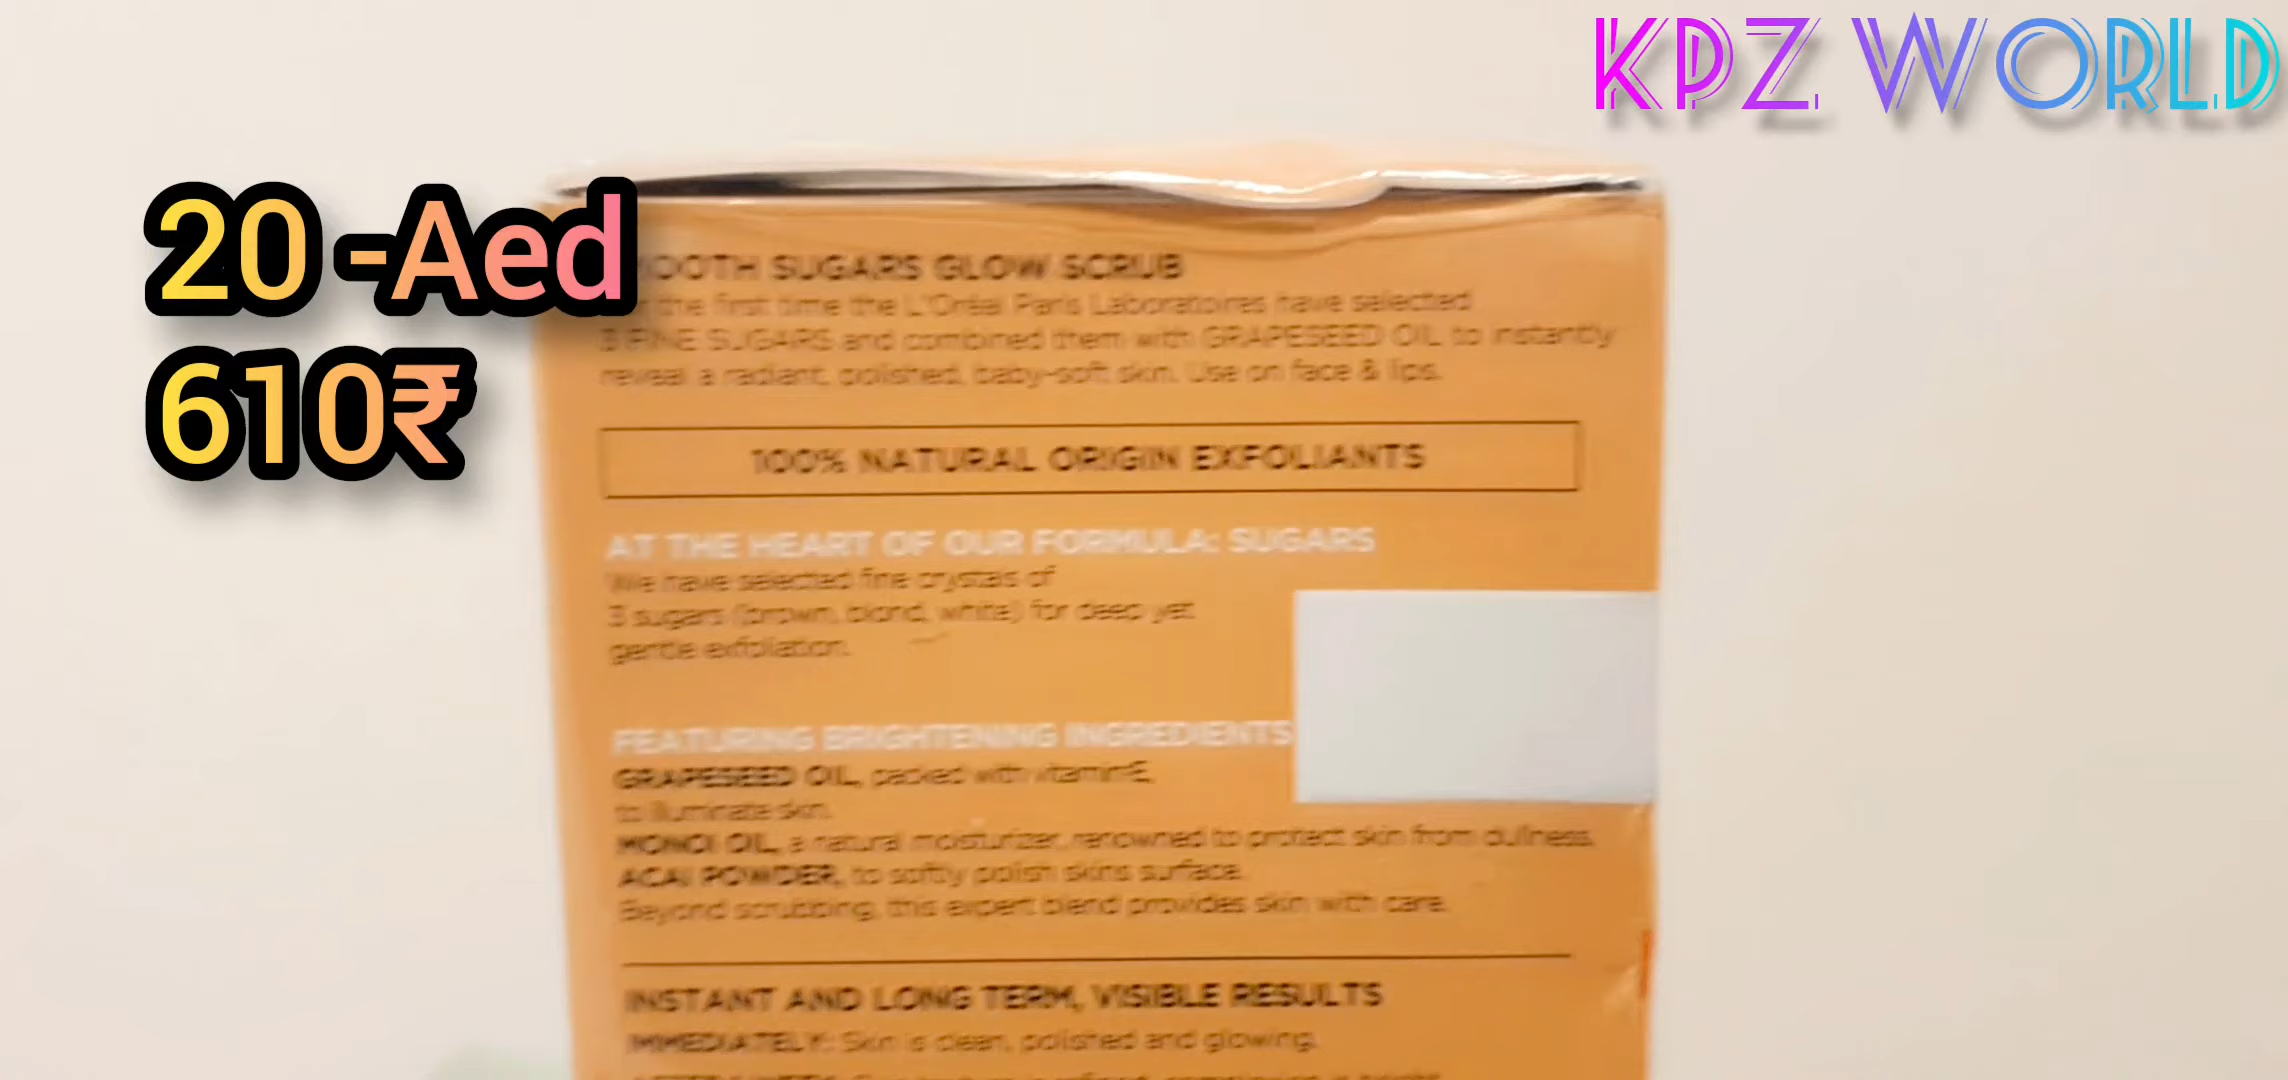 KPZ WORLD
20 -Aed
610₹
OOTH SUGARS GLOW SCRUB
the first time the L'Oréal Paris Laboratoires have selected
3 FINE SUGARS and combined them with GRAPESEED OIL to instantly
reveal a radiant, polished, baby-soft skin. Use on face & lips.
100% NATURAL ORIGIN EXFOLIANTS
AT THE HEART OF OUR FORMULA: SUGARS
We have selected fine crystals of
3 sugars (brown, blond, white) for deep yet
gentle exfoliation.
FEATURING BRIGHTENING INGREDIENTS
GRAPESEED OIL, packed with vitamin E,
to illuminate skin.
MONOI OIL, a natural moisturizer, renowned to protect skin from dullness.
ACAI POWDER, to softly polish skins surface.
Beyond scrubbing, this expert blend provides skin with care.
INSTANT AND LONG TERM, VISIBLE RESULTS
IMMEDIATELY: Skin is clean, polished and glowing.